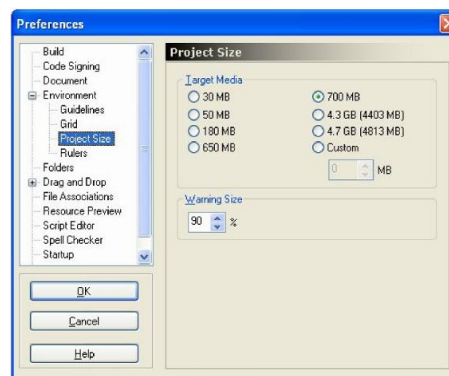 Preferences
Build
Code Signing
Document
Environment
Guidelines
Grid
Project Size
Rulers
Folders
Drag and Drop
File Associations
Resource Preview
Script Editor
Spell Checker
Startup
OK
Cancel
Help
Project Size
Target Media
30 MB
700 MB
50 MB
4.3 GB (4403 MB)
180 MB
4.7 GB (4813 MB)
650 MB
Custom
0 MB
Warning Size
90 %